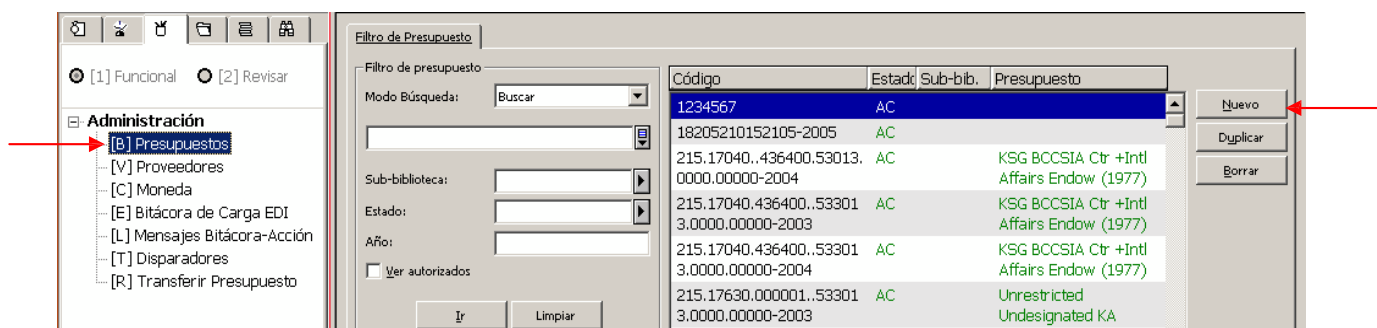 [1] Funcional [2] Revisar
Administración
[B] Presupuestos
[V] Proveedores
[C] Moneda
[E] Bitácora de Carga EDI
[L] Mensajes Bitácora-Acción
[T] Disparadores
[R] Transferir Presupuesto
Filtro de Presupuesto
Filtro de presupuesto
Modo Búsqueda: Buscar
Sub-biblioteca:
Estado:
Año:
Ver autorizados
Ir Limpiar
Código Estadc Sub-bib. Presupuesto
1234567 AC
18205210152105-2005 AC
215.17040..436400.53013. AC KSG BCCSIA Ctr +Intl
0000.00000-2004 Affairs Endow (1977)
215.17040.436400..53301 AC KSG BCCSIA Ctr +Intl
3.0000.00000-2003 Affairs Endow (1977)
215.17040.436400..53301 AC KSG BCCSIA Ctr +Intl
3.0000.00000-2004 Affairs Endow (1977)
215.17630.000001..53301 AC Unrestricted
3.0000.00000-2003 Undesignated KA
Nuevo
Duplicar
Borrar